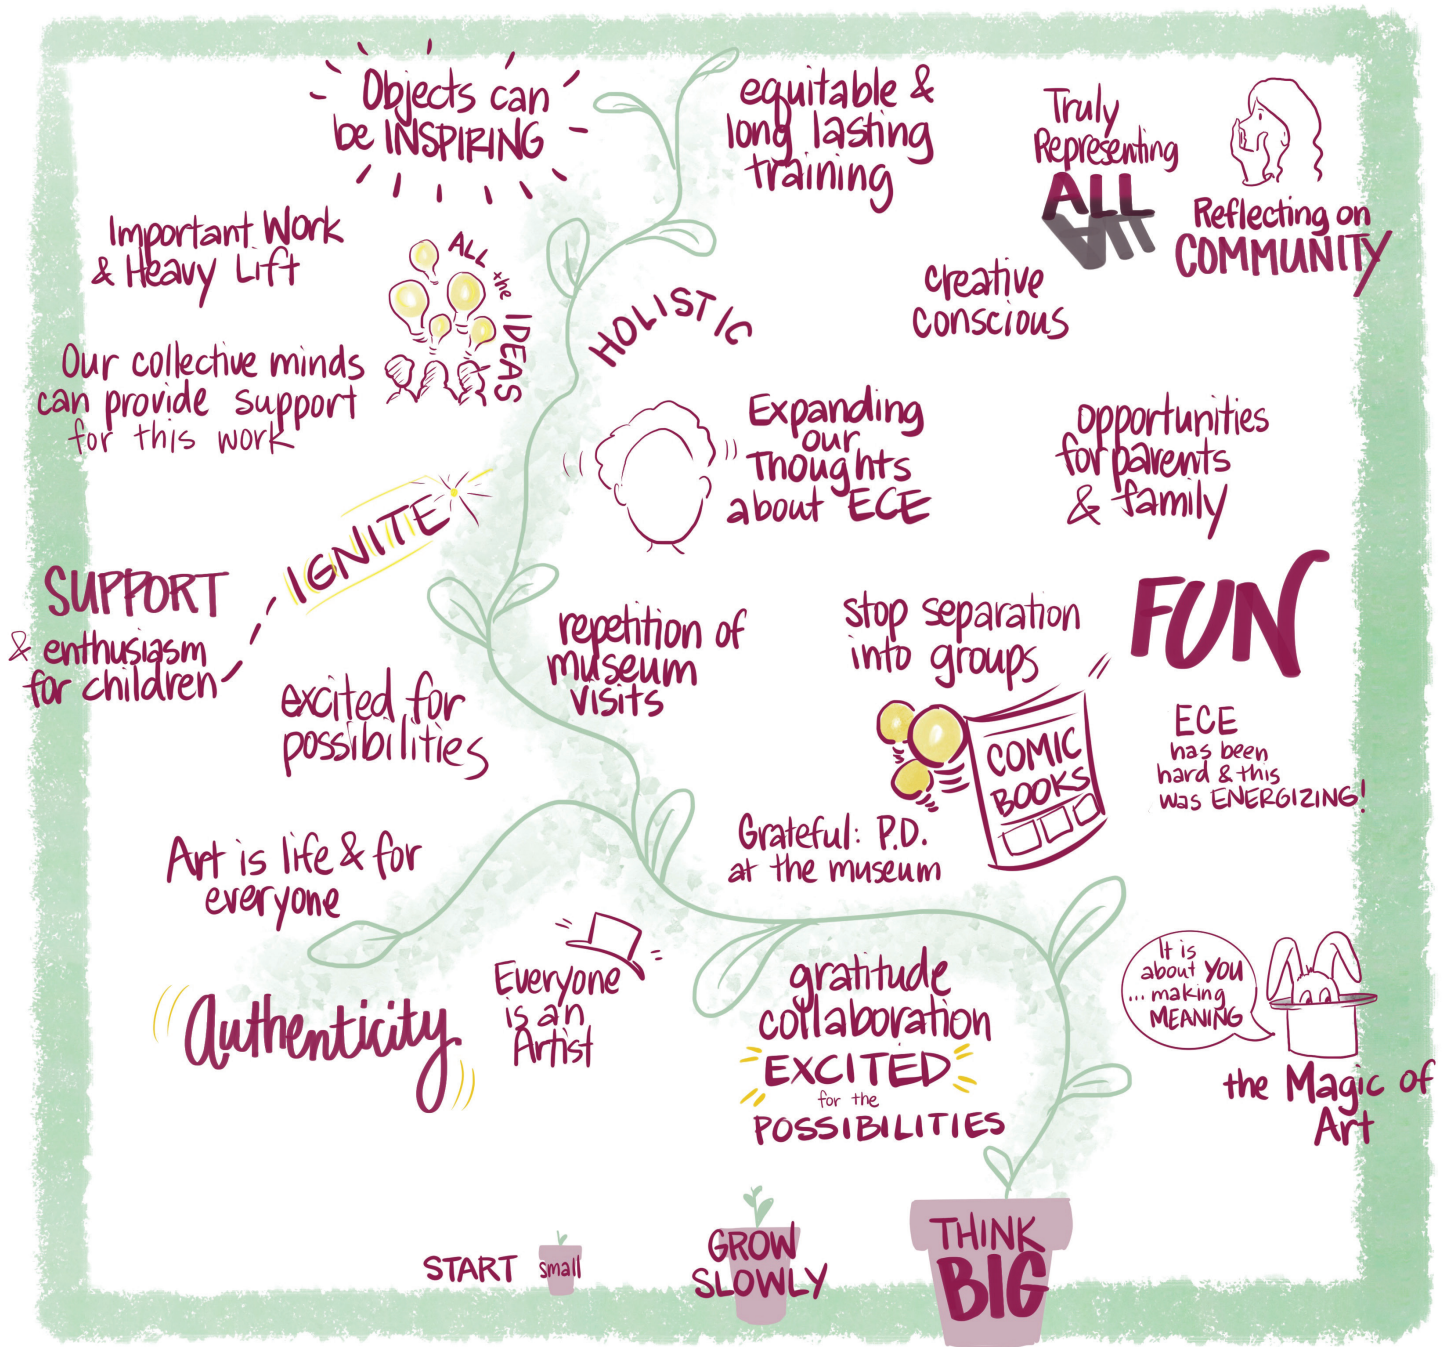 Objects can
be INSPIRING
equitable &
long lasting
training
Truly
Representing
ALL
ALL
Reflecting on
COMMUNITY
Important Work
& Heavy Lift
ALL the IDEAS
HOLISTIC
creative
conscious
Our collective minds
can provide support
for this work
Expanding
our
Thoughts
about ECE
opportunities
for parents
& family
IGNITE
SUPPORT
& enthusiasm
for children
excited for
possibilities
repetition of
museum
visits
stop separation
into groups
FUN
COMIC
BOOKS
ECE
has been
hard & this
was ENERGIZING!
Grateful: P.D.
at the museum
Art is life & for
everyone
Authenticity
Everyone
is an
Artist
gratitude
collaboration
EXCITED
for the
POSSIBILITIES
It is
about YOU
... making
MEANING
the Magic of
Art
START small
GROW
SLOWLY
THINK
BIG